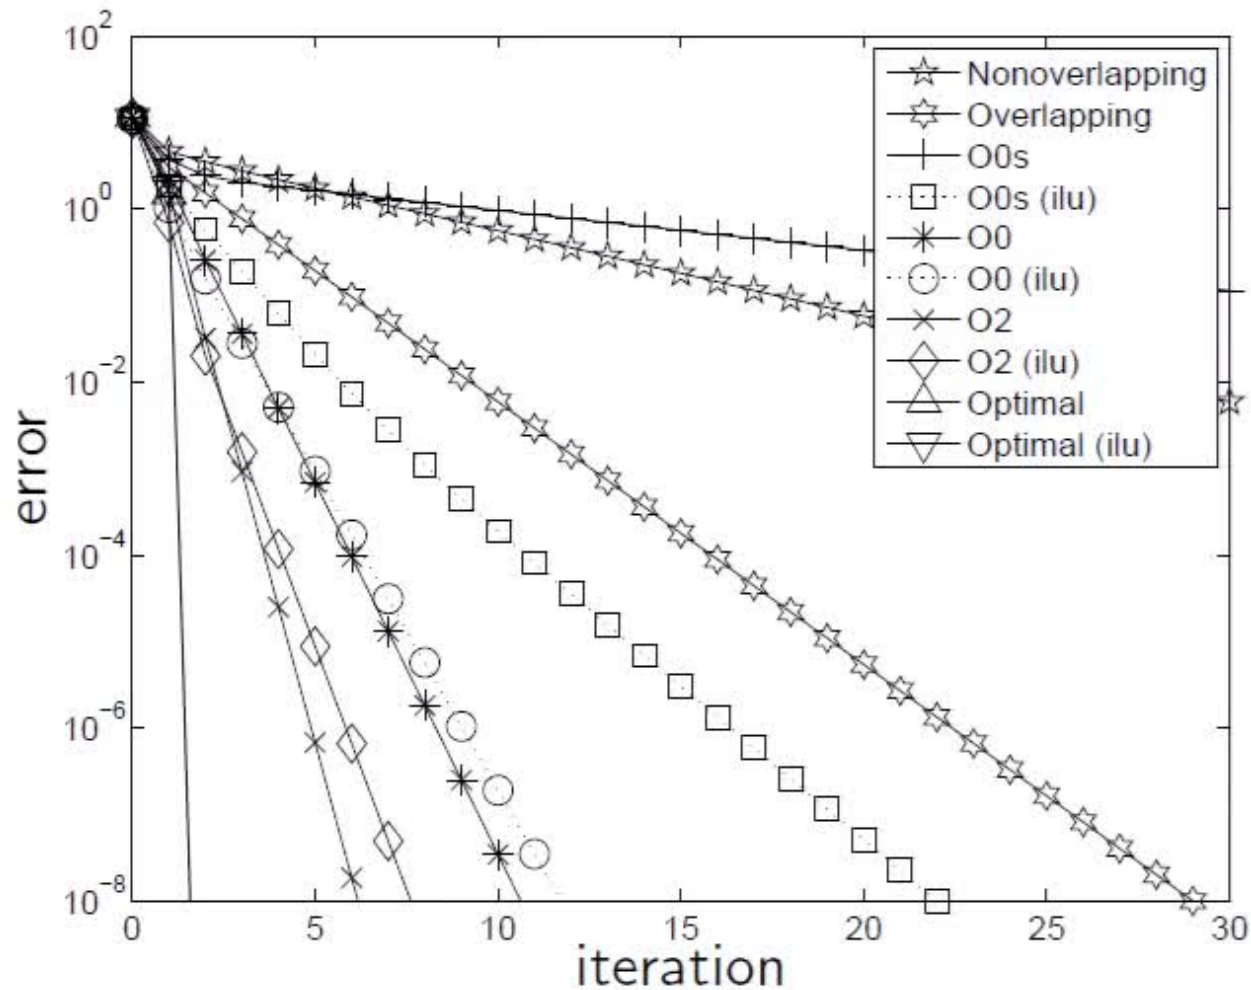 10^2
10^0
10^-2
10^-4
10^-6
10^-8
error
Nonoverlapping
Overlapping
O0s
O0s (ilu)
O0
O0 (ilu)
O2
O2 (ilu)
Optimal
Optimal (ilu)
0 5 10 15 20 25 30
iteration